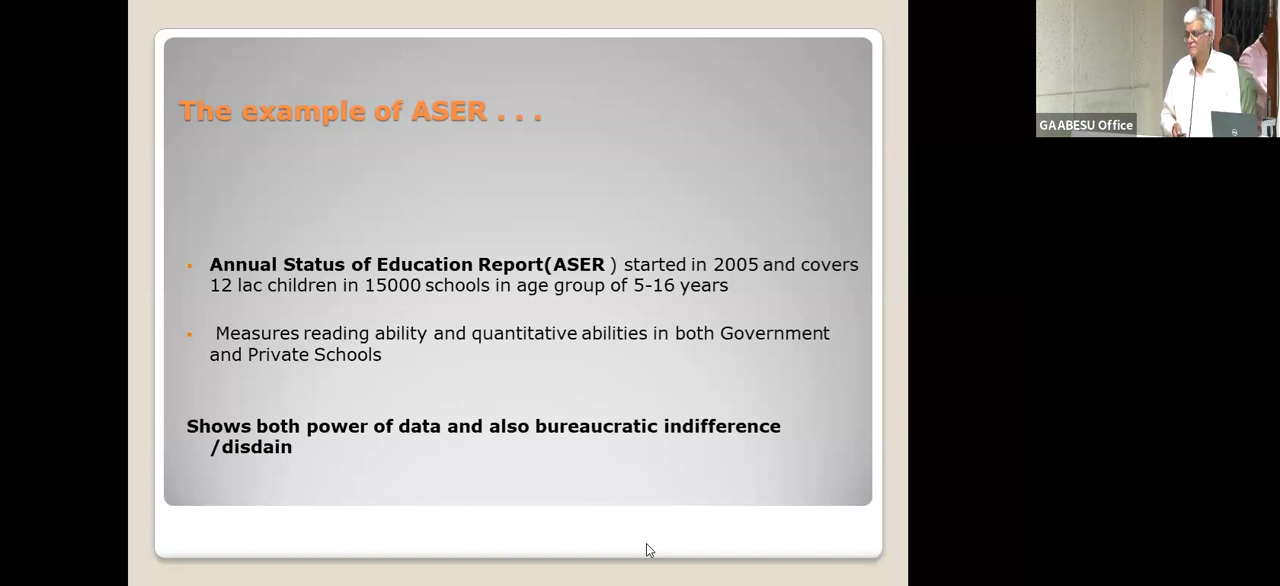 The example of ASER . . .
▪ Annual Status of Education Report(ASER ) started in 2005 and covers
12 lac children in 15000 schools in age group of 5-16 years
▪ Measures reading ability and quantitative abilities in both Government
and Private Schools
Shows both power of data and also bureaucratic indifference
/disdain
GAABESU Office